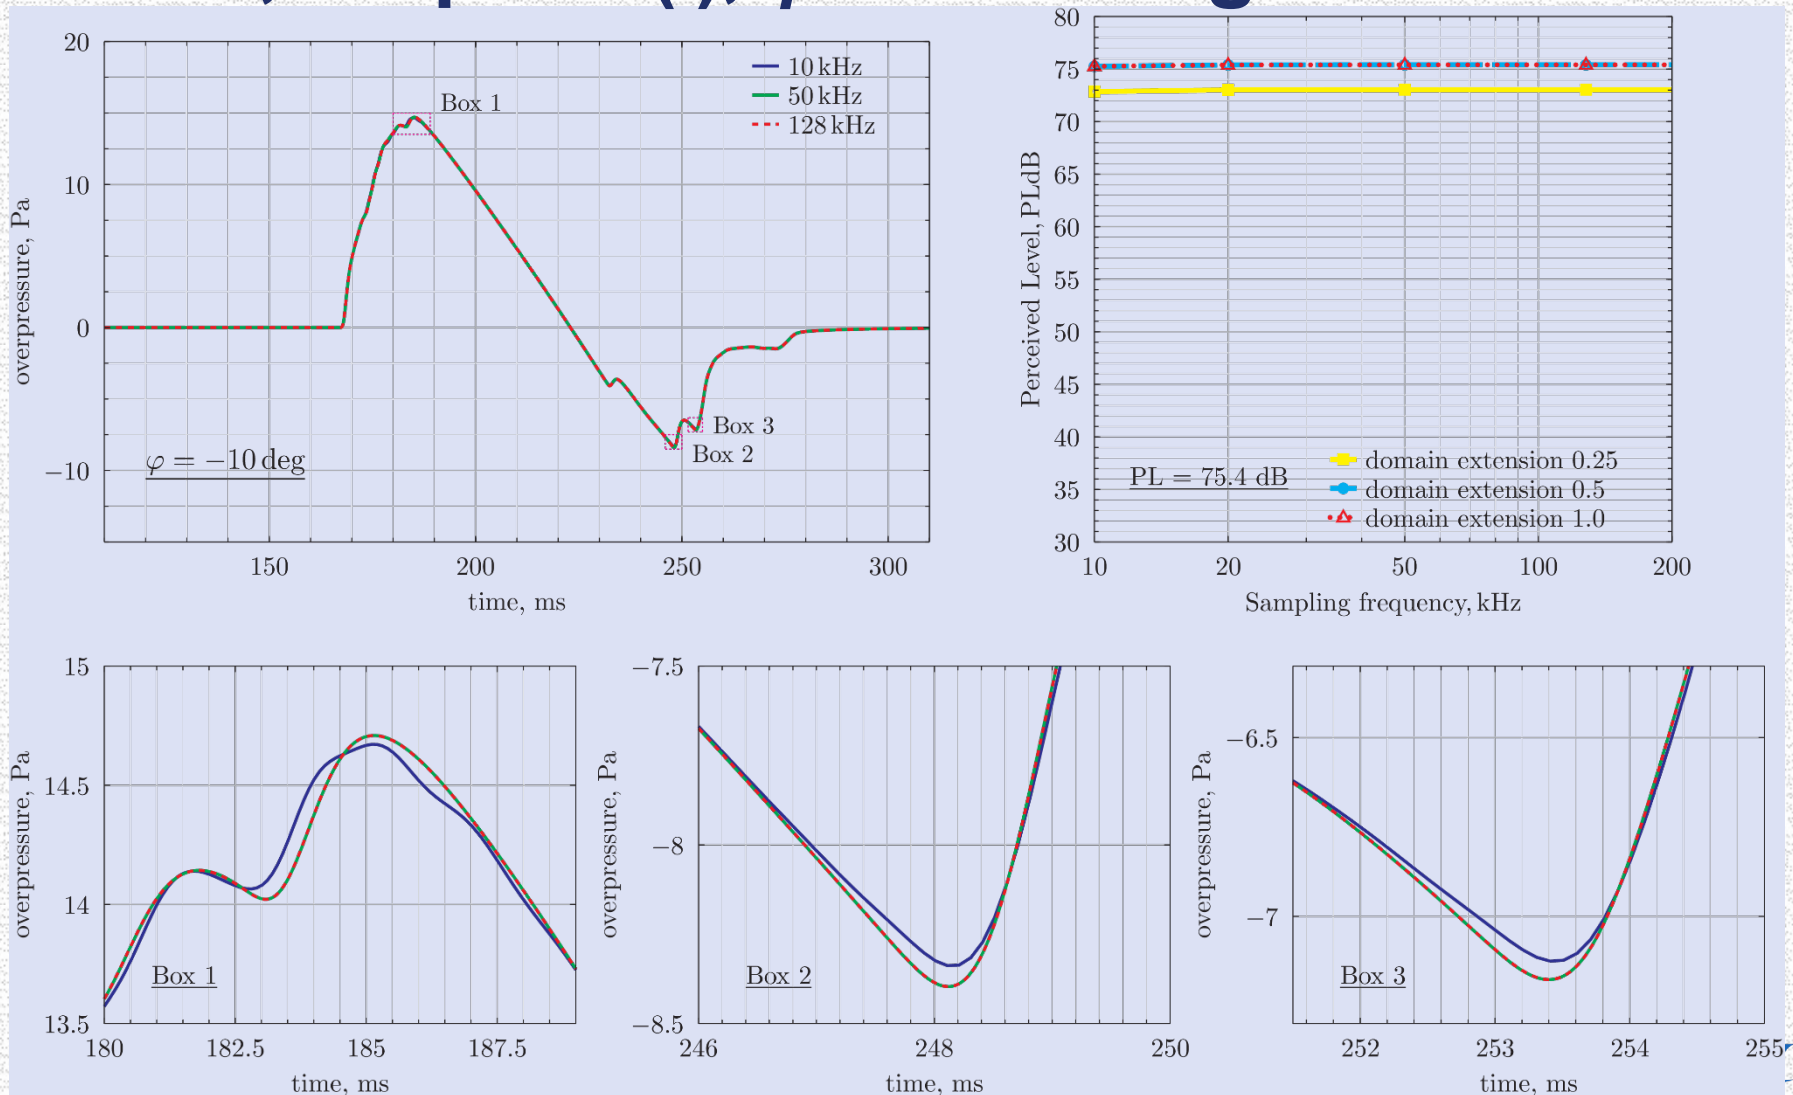 20
10
0
−10
overpressure, Pa
150
200
250
300
time, ms
10 kHz
50 kHz
128 kHz
Box 1
Box 3
Box 2
φ = −10 deg
80
75
70
65
60
55
50
45
40
35
30
Perceived Level, PLdB
10
20
50
100
200
Sampling frequency, kHz
PL = 75.4 dB
domain extension 0.25
domain extension 0.5
domain extension 1.0
15
14.5
14
13.5
overpressure, Pa
Box 1
180
182.5
185
187.5
time, ms
−7.5
−8
−8.5
overpressure, Pa
Box 2
246
248
250
time, ms
−6.5
−7
overpressure, Pa
Box 3
252
253
254
255
time, ms